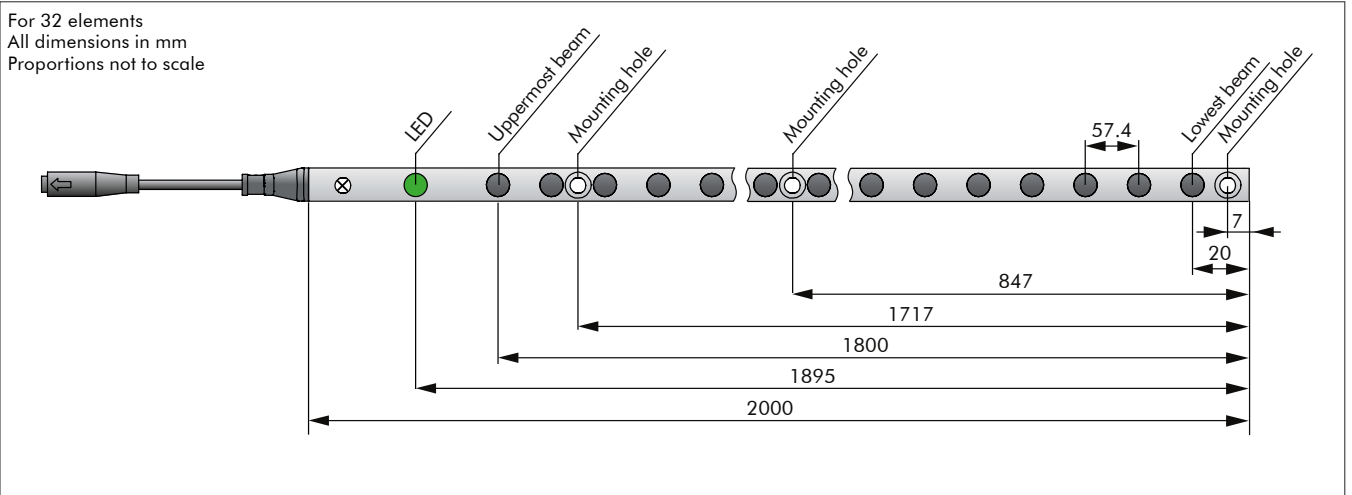 For 32 elements
All dimensions in mm
Proportions not to scale
LED
Uppermost beam
Mounting hole
Mounting hole
Lowest beam
Mounting hole
57.4
7
20
847
1717
1800
1895
2000